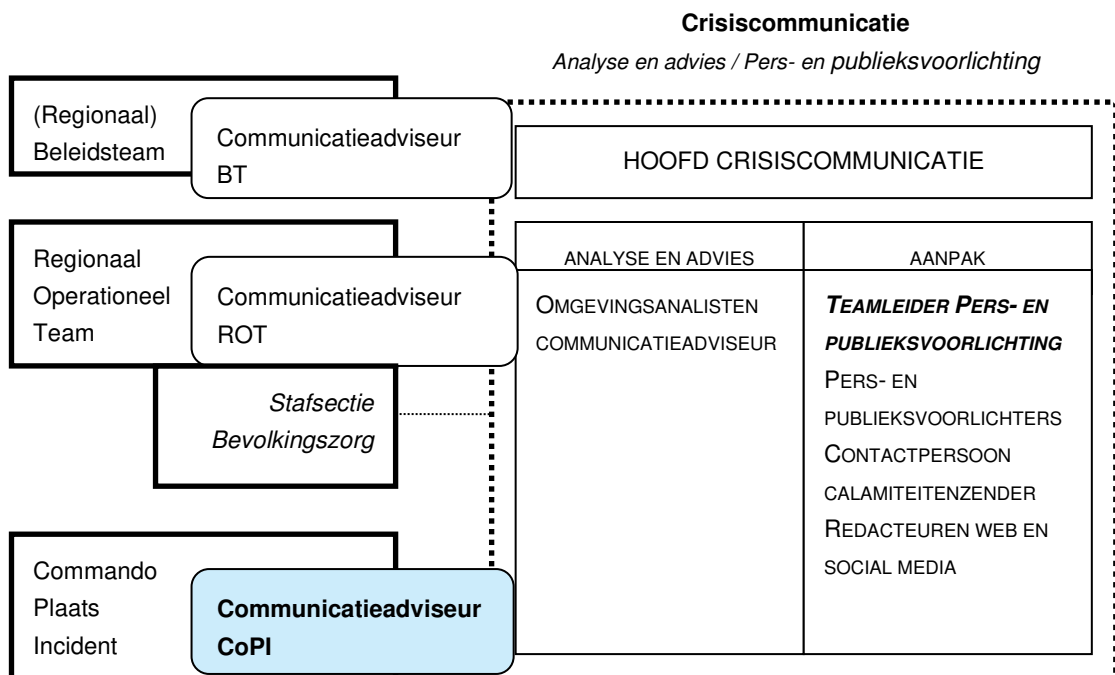 Crisiscommunicatie
Analyse en advies / Pers- en publieksvoorlichting
(Regionaal)
Beleidsteam
Communicatieadviseur
BT
HOOFD CRISISCOMMUNICATIE
Regionaal
Operationeel
Team
Communicatieadviseur
ROT
Stafsectie
Bevolkingszorg
ANALYSE EN ADVIES
OMGEVINGSANALISTEN
COMMUNICATIEADVISEUR
AANPAK
TEAMLEIDER PERS- EN
PUBLIEKSVOORLICHTING
PERS- EN
PUBLIEKSVOORLICHTERS
CONTACTPERSOON
CALAMITEITENZENDER
REDACTEUREN WEB EN
SOCIAL MEDIA
Commando
Plaats
Incident
Communicatieadviseur
CoPI